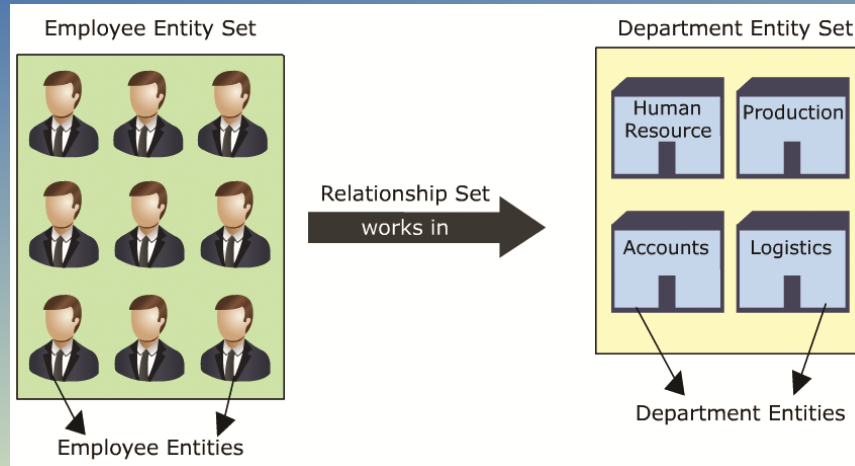 Employee Entity Set
Department Entity Set
Human
Resource
Production
Relationship Set
works in
Accounts
Logistics
Department Entities
Employee Entities